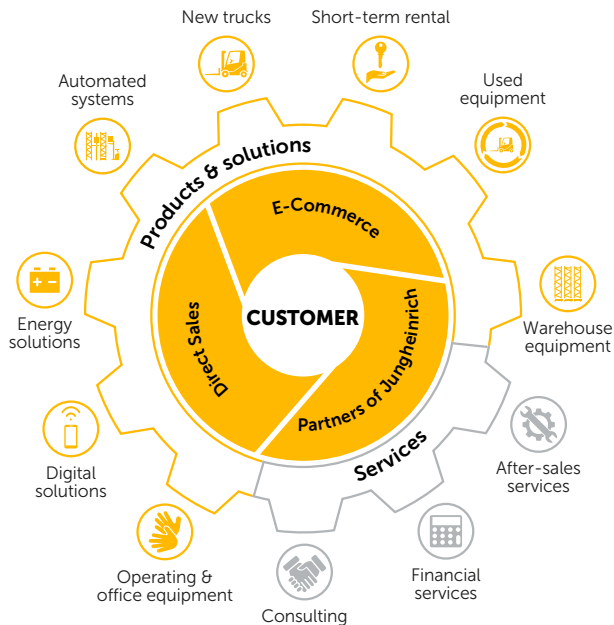 New trucks
Short-term rental
Automated
systems
Used
equipment
Products & solutions
E-Commerce
Energy
solutions
Direct Sales
CUSTOMER
Partners of Jungheinrich
Warehouse
equipment
Services
Digital
solutions
After-sales
services
Operating &
office equipment
Consulting
Financial
services